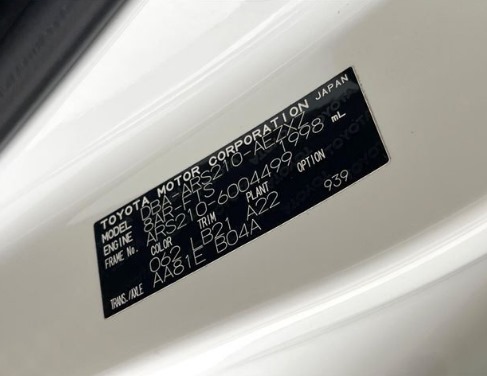 TOYOTA MOTOR CORPORATION JAPAN
MODEL DBA-ARS210-AEZXZ
ENGINE 8AR-FTS 1998 mL
FRAME No. ARS210-6004499
COLOR TRIM PLANT OPTION
062 LB21 A22 939
TRANS./AXLE AA81E B04A